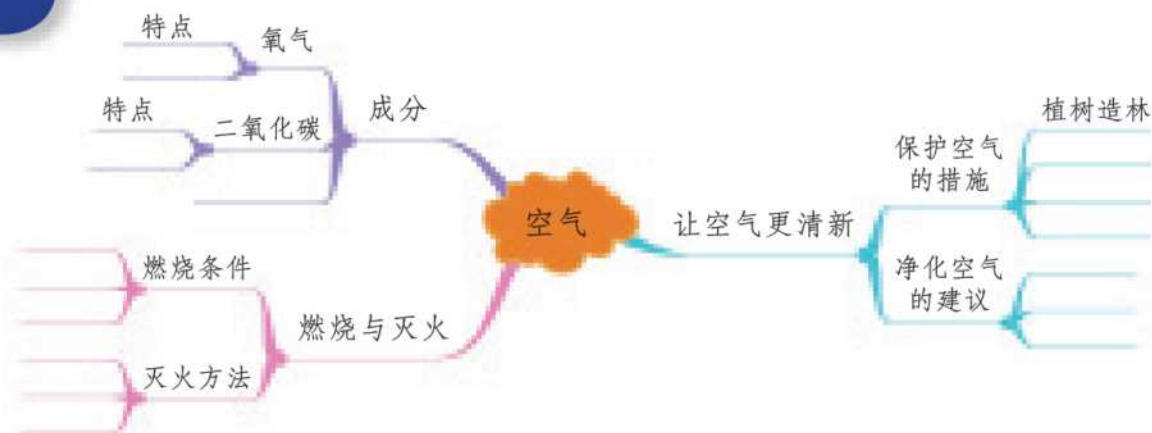 特点
氧气
特点
二氧化碳
成分
空气
燃烧条件
燃烧与灭火
灭火方法
让空气更清新
保护空气
的措施
植树造林
净化空气
的建议